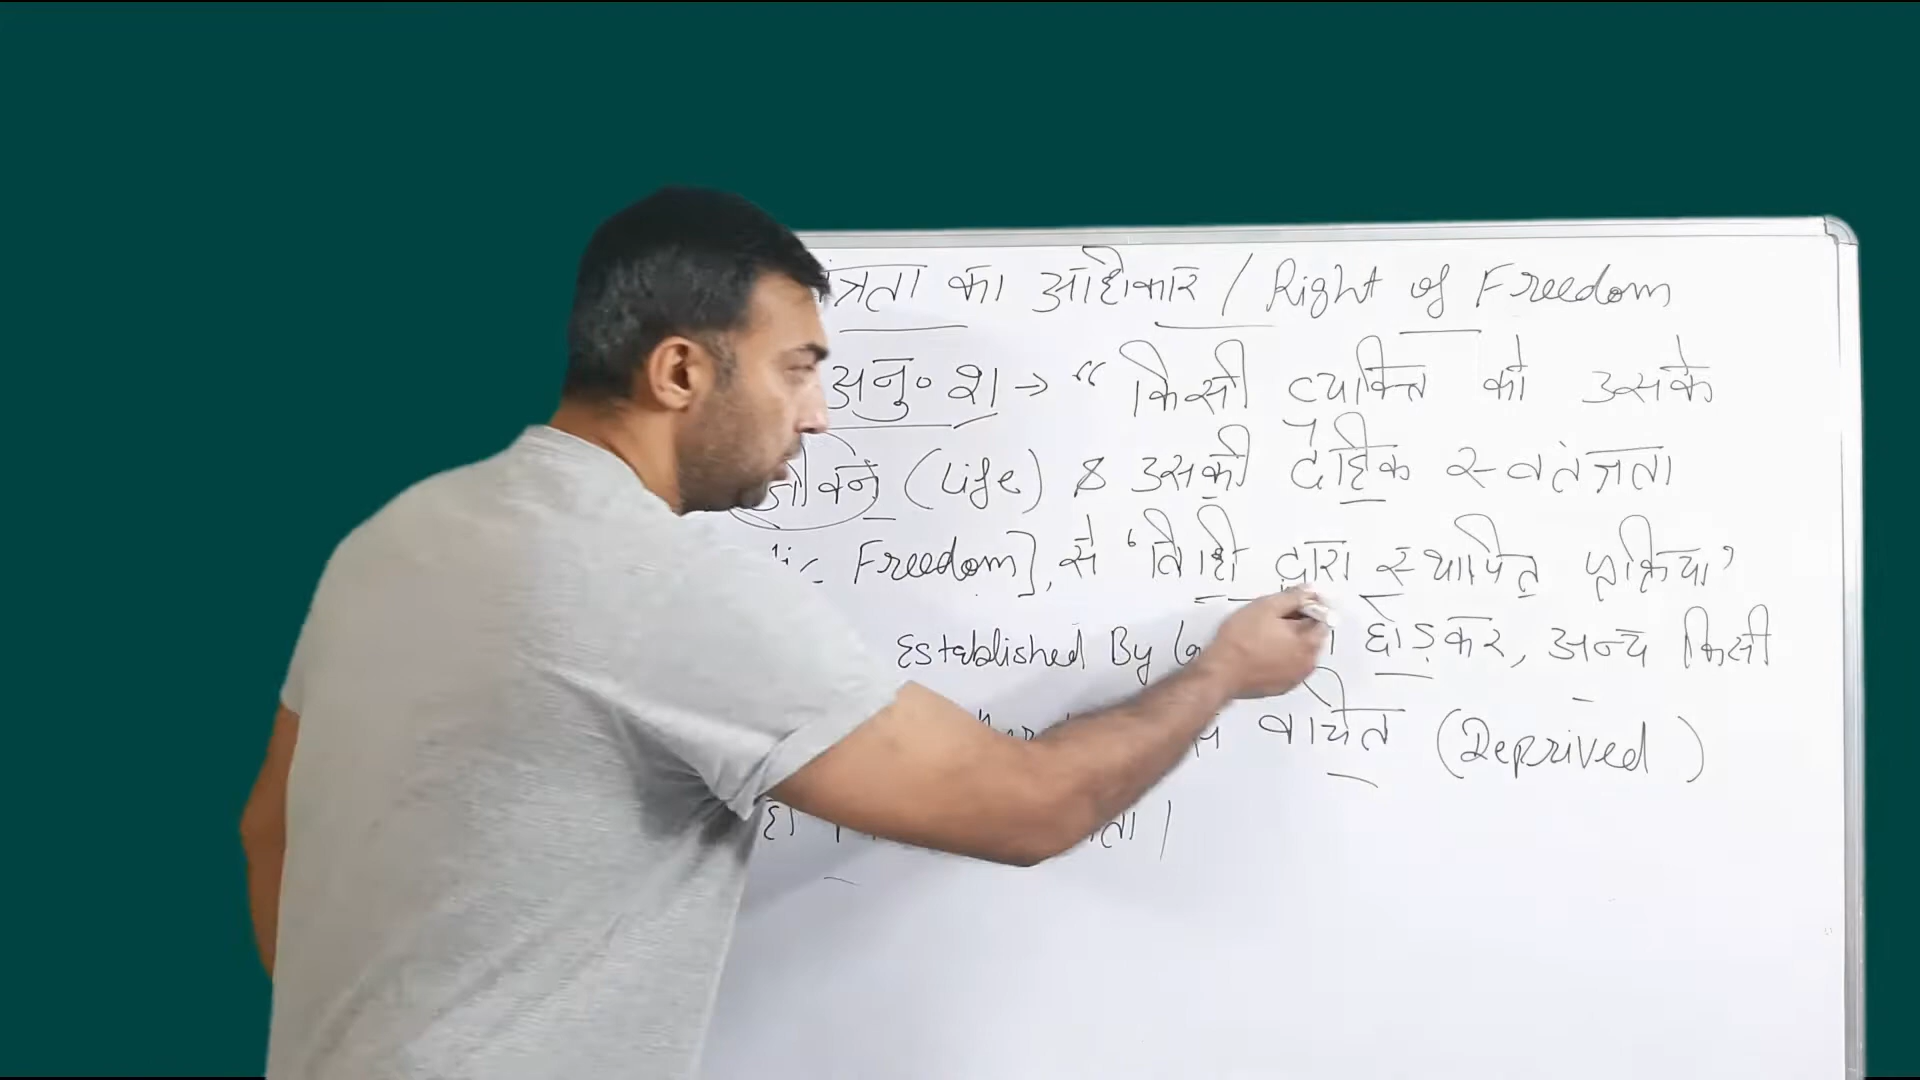 का अधिकार / Right of Freedom
अनु० २१ → “ किसी व्यक्ति को उसके
जीवन (Life) & उसकी दैहिक स्वतंत्रता
Freedom], से ‘विधि द्वारा स्थापित प्रक्रिया’
Established By छोड़कर, अन्य किसी
से वंचित (Deprived)